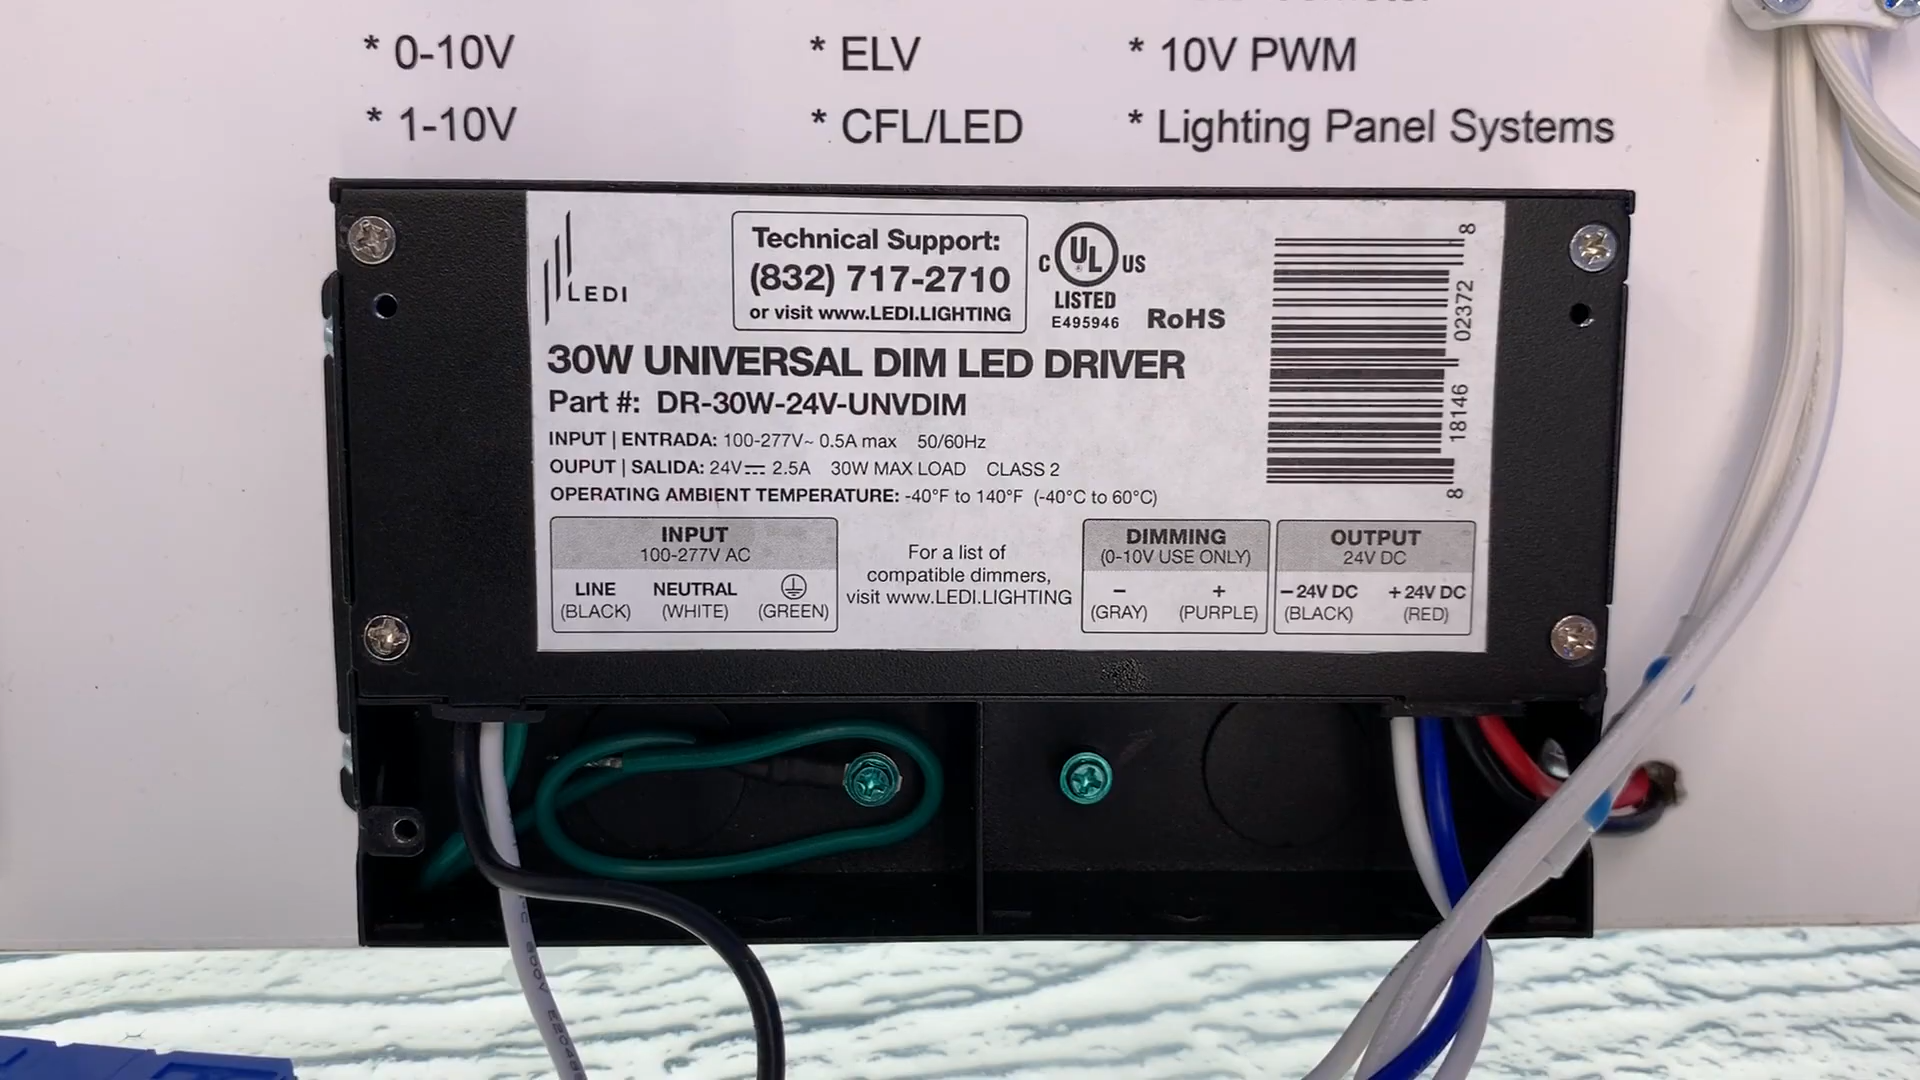 * 0-10V * ELV * 10V PWM
* 1-10V * CFL/LED * Lighting Panel Systems
LEDI
Technical Support:
(832) 717-2710
or visit www.LEDI.LIGHTING
C UL US
LISTED
E495946
RoHS
8 18146 02372 8
30W UNIVERSAL DIM LED DRIVER
Part #: DR-30W-24V-UNVDIM
INPUT | ENTRADA: 100-277V~ 0.5A max 50/60Hz
OUPUT | SALIDA: 24V⎓ 2.5A 30W MAX LOAD CLASS 2
OPERATING AMBIENT TEMPERATURE: -40°F to 140°F (-40°C to 60°C)
INPUT
100-277V AC
LINE NEUTRAL
(BLACK) (WHITE) (GREEN)
For a list of
compatible dimmers,
visit www.LEDI.LIGHTING
DIMMING
(0-10V USE ONLY)
− +
(GRAY) (PURPLE)
OUTPUT
24V DC
−24V DC +24V DC
(BLACK) (RED)